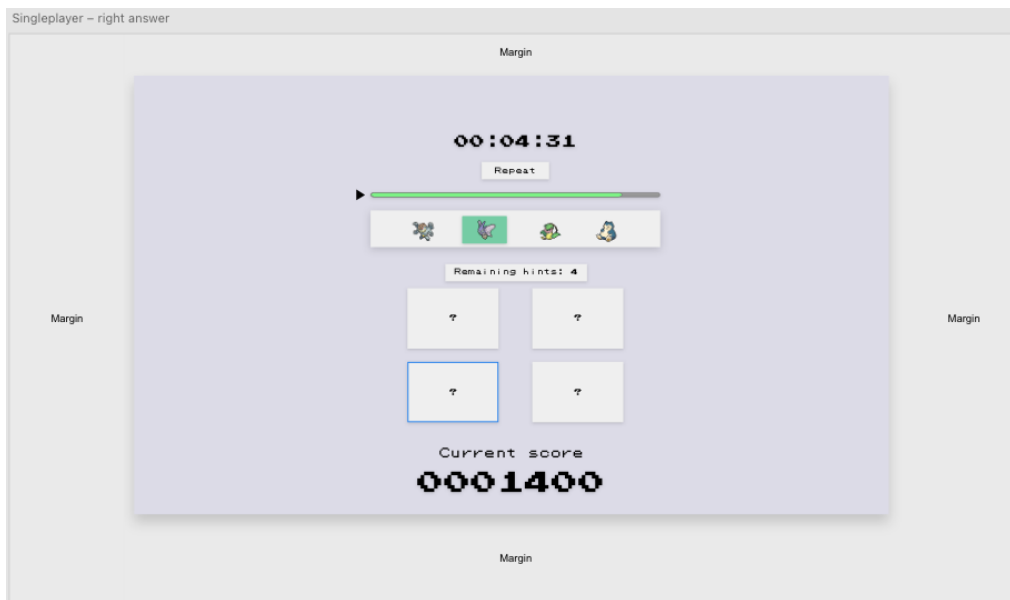 Singleplayer – right answer
Margin
00:04:31
Repeat
Remaining hints: 4
? ?
Margin Margin
? ?
Current score
0001400
Margin